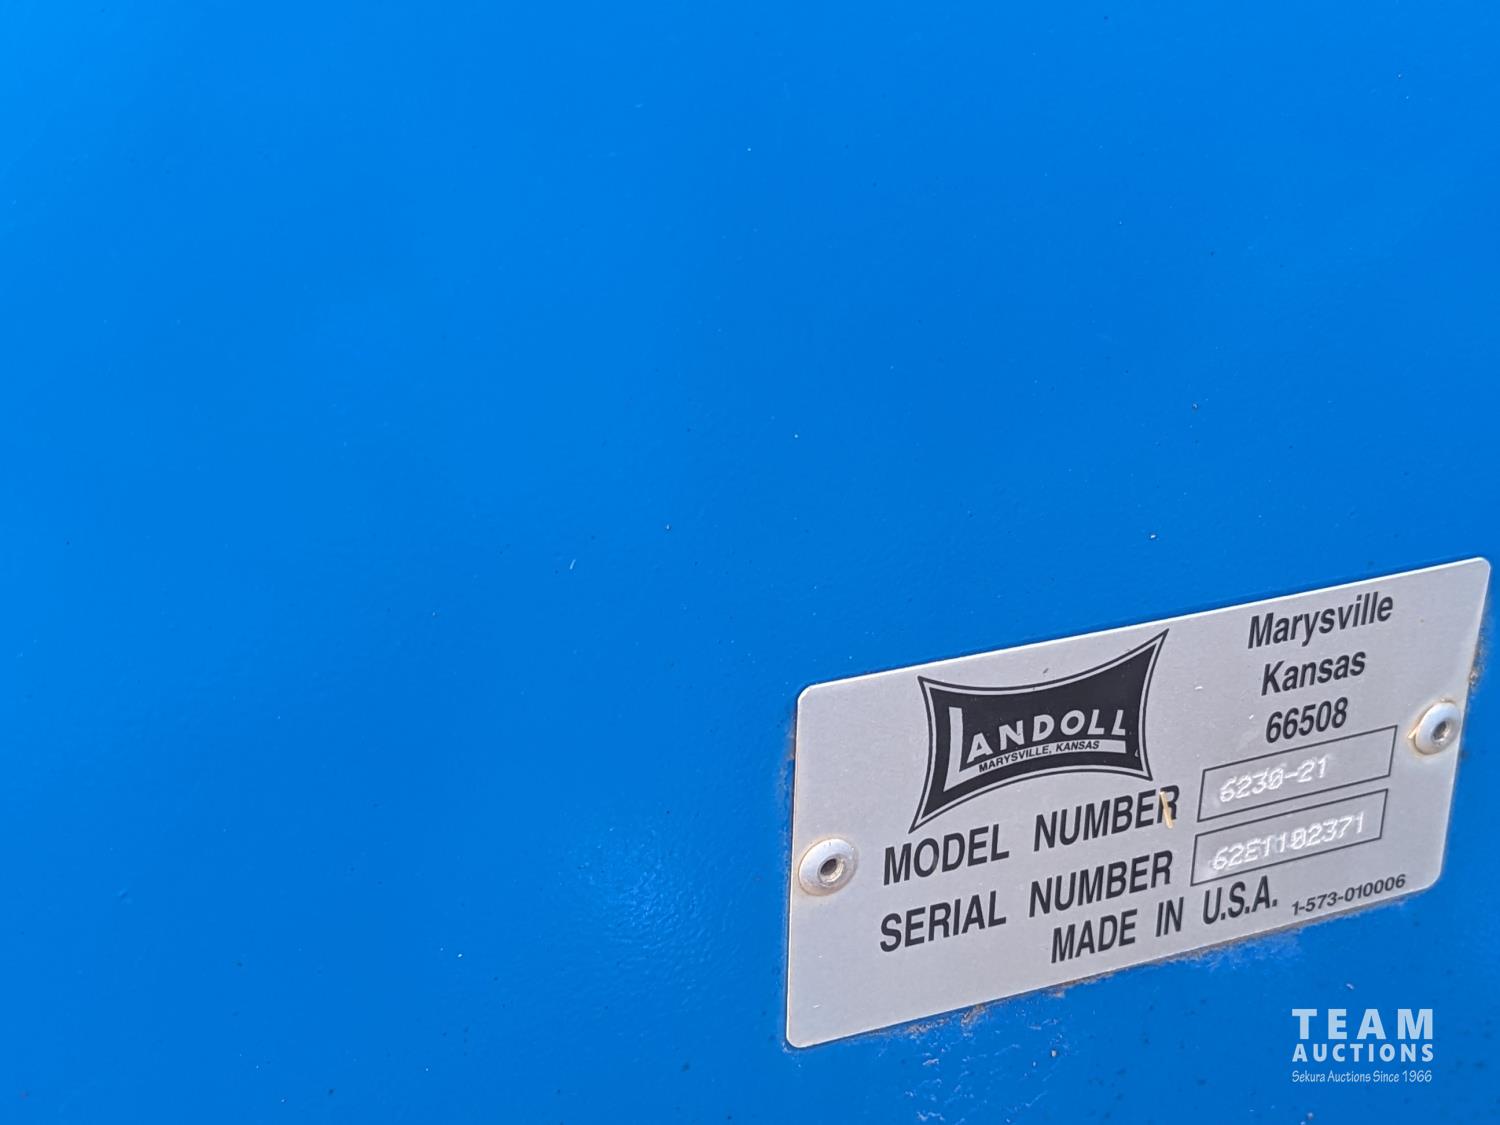 LANDOLL
MARYSVILLE, KANSAS
Marysville
Kansas
66508
MODEL NUMBER 6230-21
SERIAL NUMBER 62E1102371
MADE IN U.S.A. 1-573-010006
TEAM
AUCTIONS
Sekura Auctions Since 1966